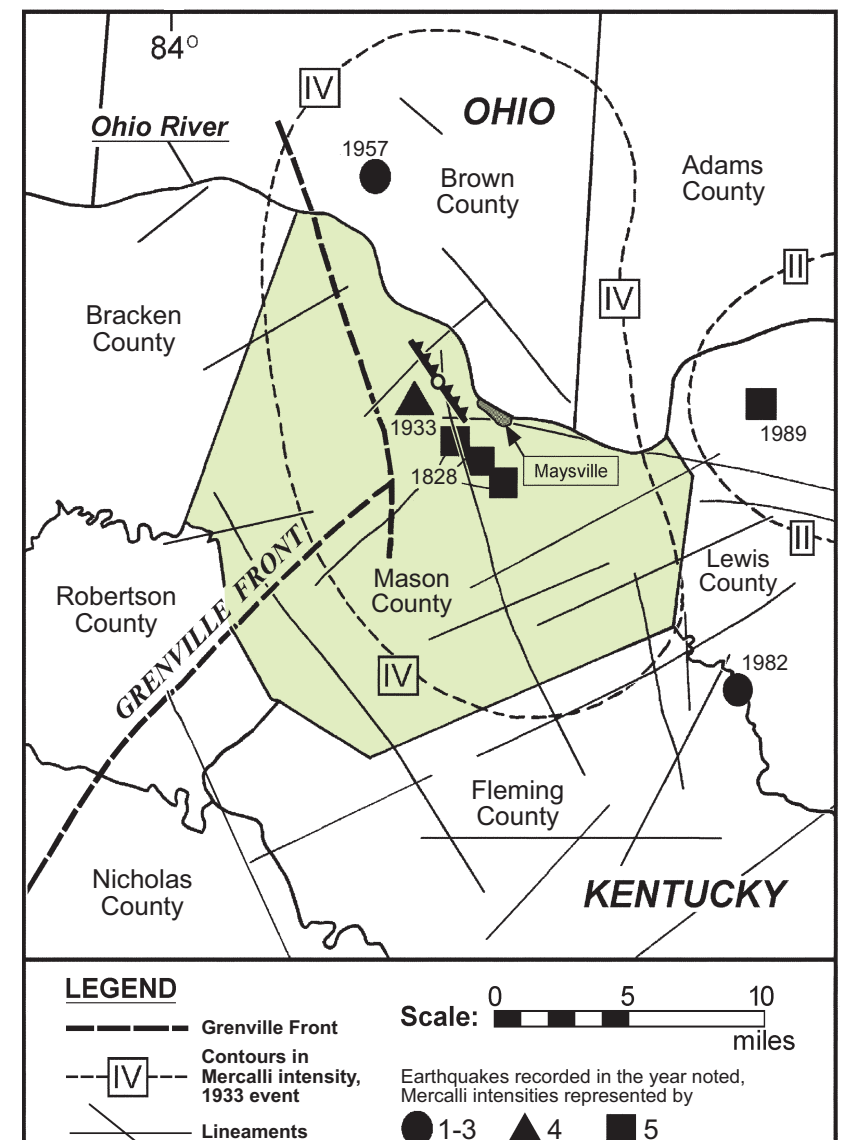 84°
IV
OHIO
Ohio River
1957
Brown
County
Adams
County
II
IV
Bracken
County
1933
1989
1828
Maysville
II
Lewis
County
Mason
County
Robertson
County
GRENVILLE FRONT
IV
1982
Fleming
County
Nicholas
County
KENTUCKY
LEGEND
Grenville Front
IV
Contours in
Mercalli intensity,
1933 event
Lineaments
Scale:
0 5 10
miles
Earthquakes recorded in the year noted,
Mercalli intensities represented by
1-3 4 5